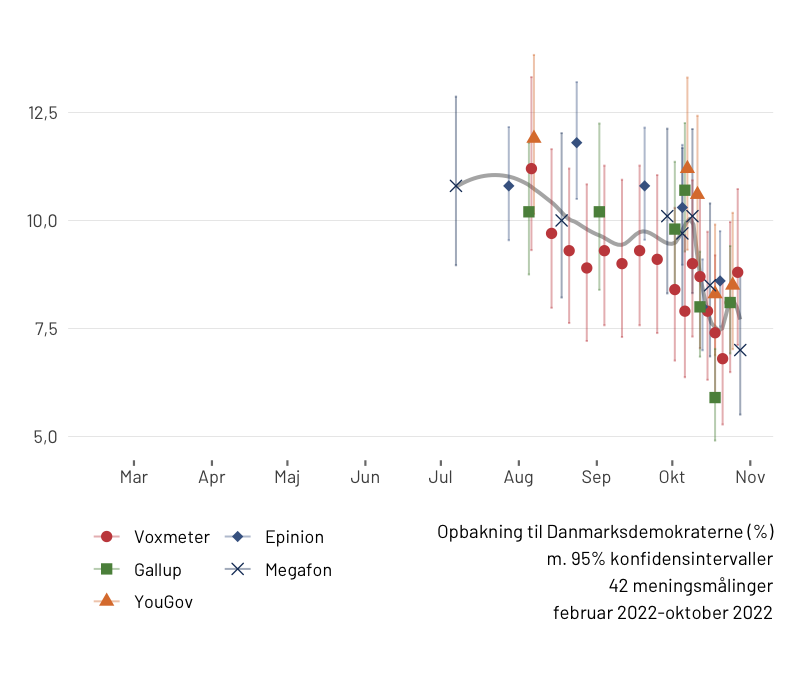 12,5
10,0
7,5
5,0
Mar Apr Maj Jun Jul Aug Sep Okt Nov
Voxmeter Epinion
Gallup Megafon
YouGov
Opbakning til Danmarksdemokraterne (%)
m. 95% konfidensintervaller
42 meningsmålinger
februar 2022-oktober 2022